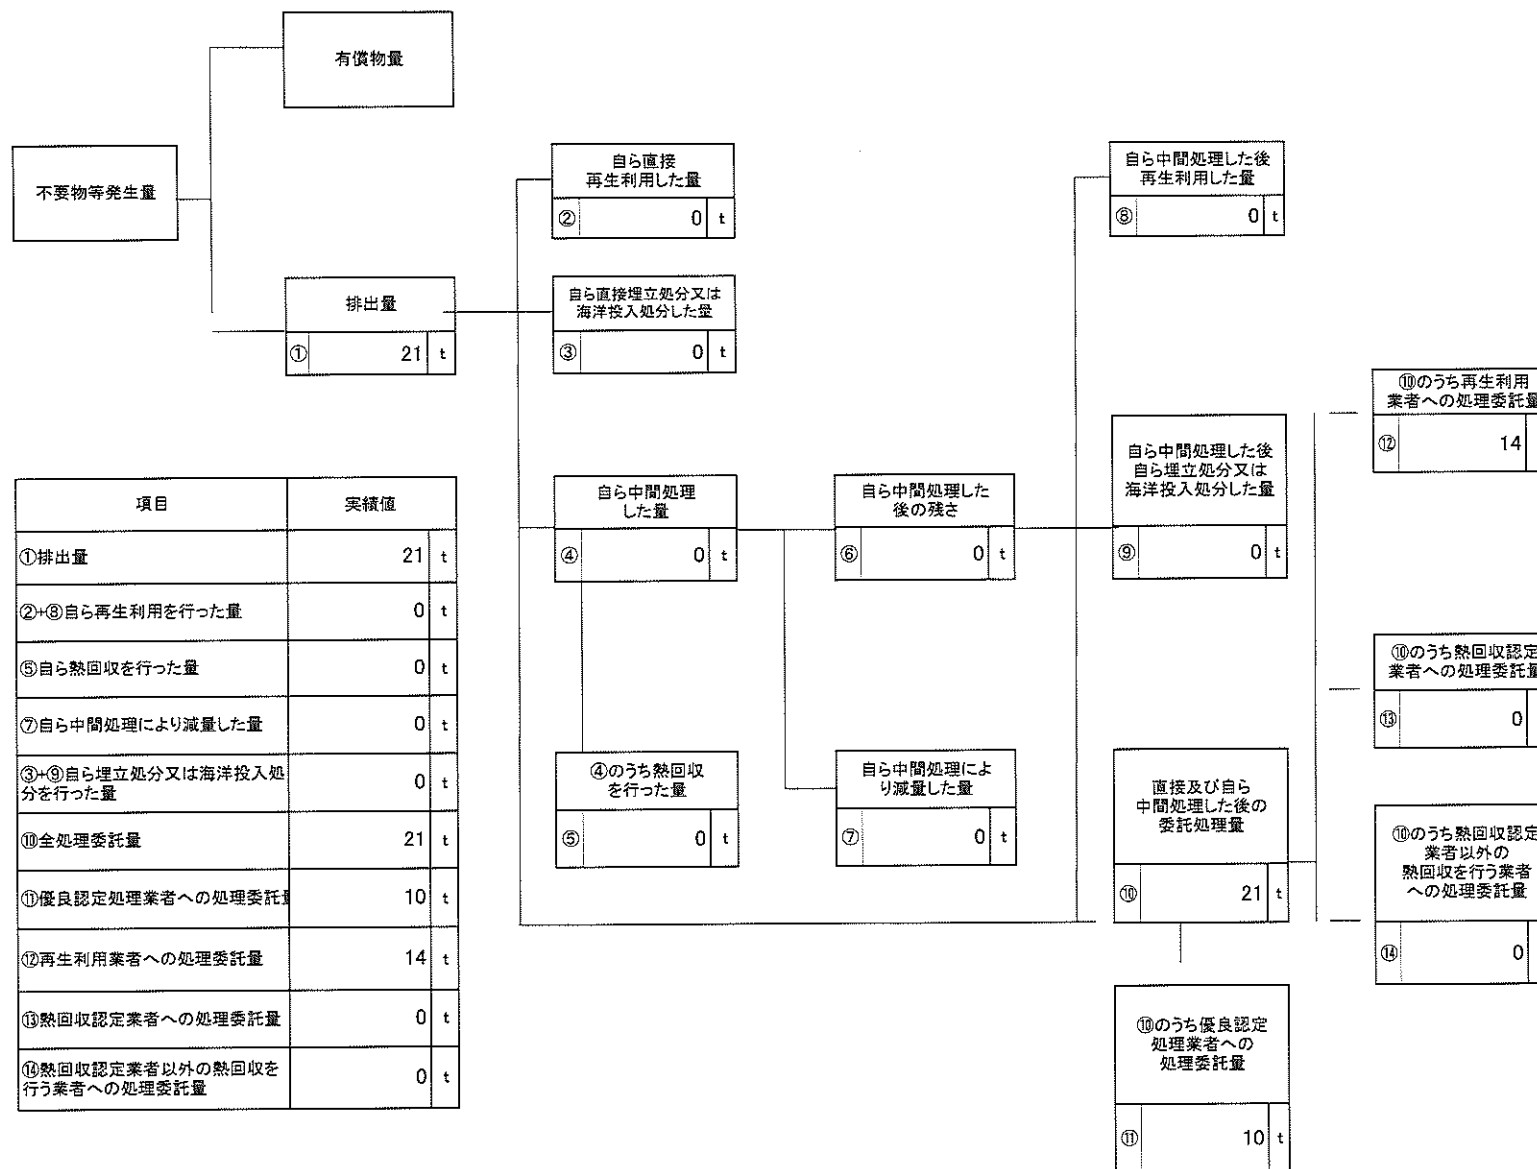 有償物量
不要物等発生量
自ら直接
再生利用した量
② 0 t
自ら中間処理した後
再生利用した量
⑧ 0 t
排出量
① 21 t
自ら直接埋立処分又は
海洋投入処分した量
③ 0 t
⑩のうち再生利用
業者への処理委託量
⑫ 14
自ら中間処理
した量
④ 0 t
自ら中間処理した
後の残さ
⑥ 0 t
自ら中間処理した後
自ら埋立処分又は
海洋投入処分した量
⑨ 0 t
⑩のうち熱回収認定
業者への処理委託量
⑬ 0
④のうち熱回収
を行った量
⑤ 0 t
自ら中間処理によ
り減量した量
⑦ 0 t
直接及び自ら
中間処理した後の
委託処理量
⑩ 21 t
⑩のうち熱回収認定
業者以外の
熱回収を行う業者
への処理委託量
⑭ 0
⑩のうち優良認定
処理業者への
処理委託量
⑪ 10 t
項目 実績値
①排出量 21 t
②+⑧自ら再生利用を行った量 0 t
⑤自ら熱回収を行った量 0 t
⑦自ら中間処理により減量した量 0 t
③+⑨自ら埋立処分又は海洋投入処
分を行った量 0 t
⑩全処理委託量 21 t
⑪優良認定処理業者への処理委託量 10 t
⑫再生利用業者への処理委託量 14 t
⑬熱回収認定業者への処理委託量 0 t
⑭熱回収認定業者以外の熱回収を
行う業者への処理委託量 0 t